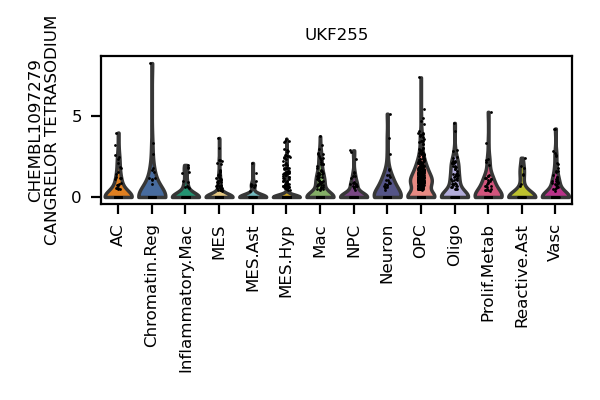 UKF255
CHEMBL1097279
CANGRELOR TETRASODIUM
5
0
AC
Chromatin.Reg
Inflammatory.Mac
MES
MES.Ast
MES.Hyp
Mac
NPC
Neuron
OPC
Oligo
Prolif.Metab
Reactive.Ast
Vasc